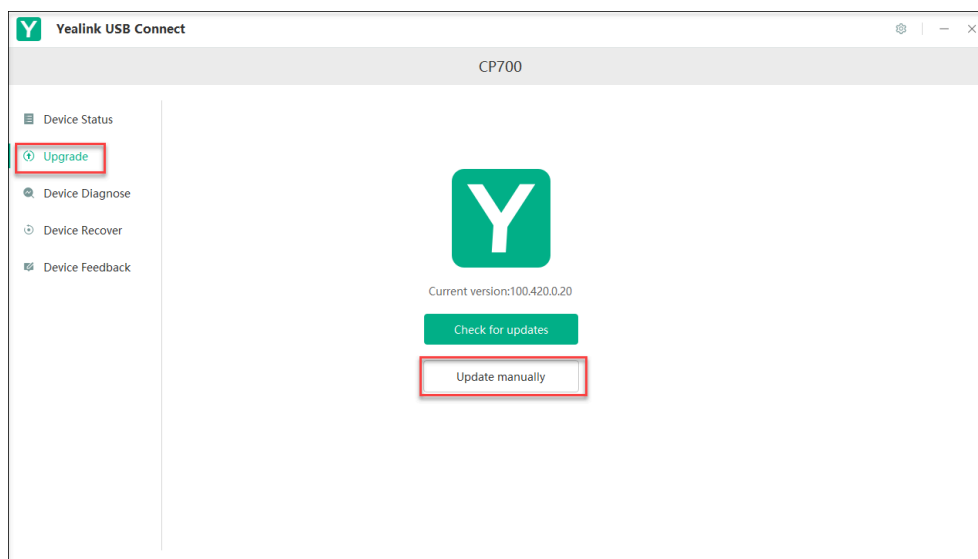 Y Yealink USB Connect
CP700
Device Status
Upgrade
Device Diagnose
Device Recover
Device Feedback
Y
Current version:100.420.0.20
Check for updates
Update manually